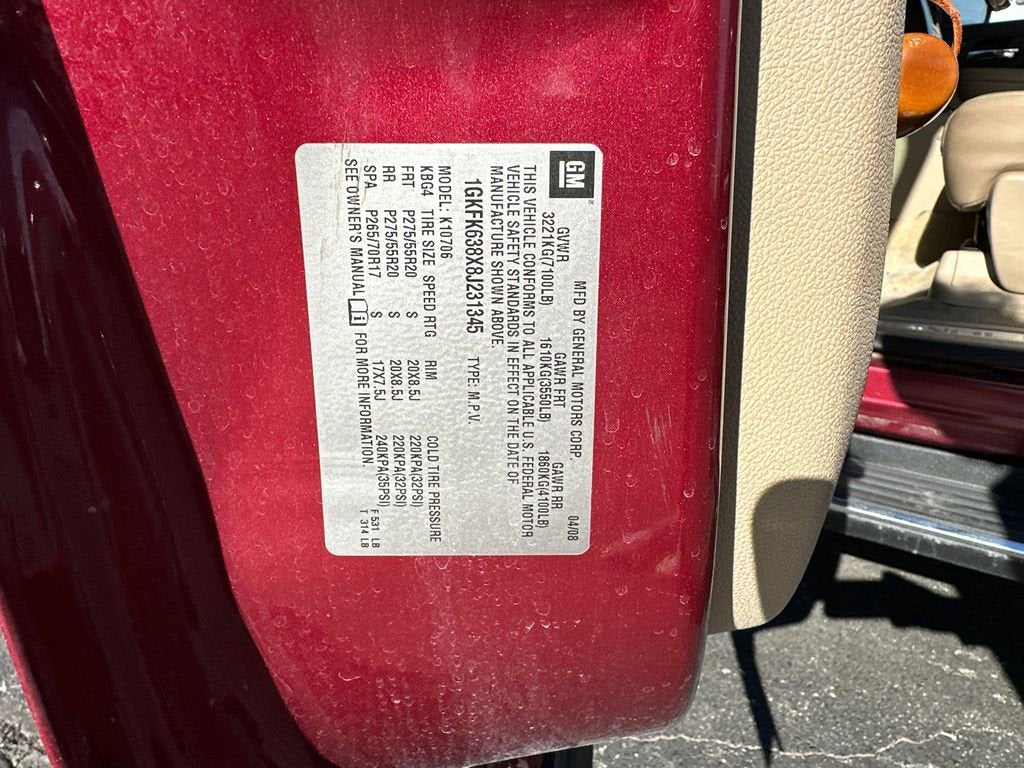 GM
MFD BY GENERAL MOTORS CORP. 04/08
GVWR GAWR FRT GAWR RR
3221KG(7100LB) 1610KG(3550LB) 1860KG(4100LB)
THIS VEHICLE CONFORMS TO ALL APPLICABLE U.S. FEDERAL MOTOR
VEHICLE SAFETY STANDARDS IN EFFECT ON THE DATE OF
MANUFACTURE SHOWN ABOVE.
1GKFK638X8J231345 TYPE: M.P.V.
MODEL: K10706
KBG4 TIRE SIZE SPEED RTG RIM COLD TIRE PRESSURE
FRT P275/55R20 S 20X8.5J 220KPA(32PSI)
RR P275/55R20 S 20X8.5J 220KPA(32PSI)
SPA P265/70R17 S 17X7.5J 240KPA(35PSI)
SEE OWNER'S MANUAL i FOR MORE INFORMATION.
F 531 LB
T 314 LB